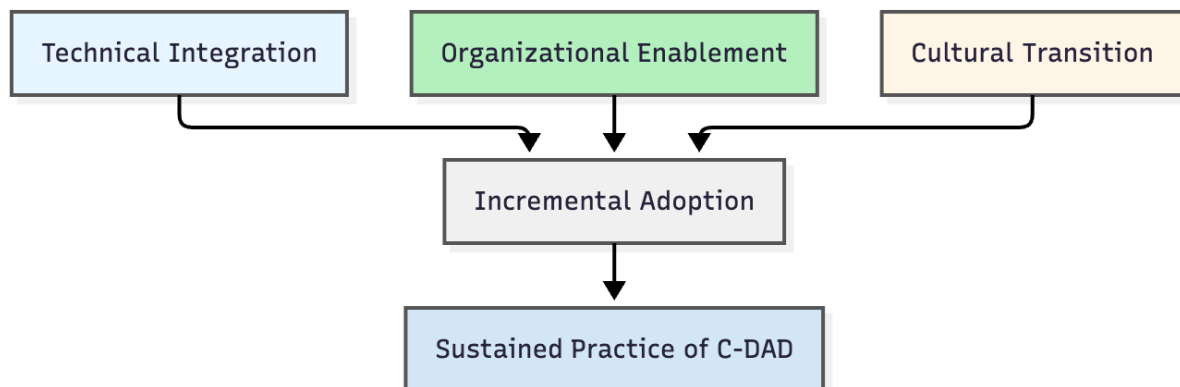 Technical Integration
Organizational Enablement
Cultural Transition
Incremental Adoption
Sustained Practice of C-DAD